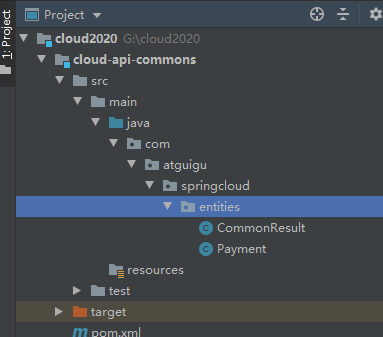 Project
1: Project
cloud2020 G:\cloud2020
cloud-api-commons
src
main
java
com
atguigu
springcloud
entities
CommonResult
Payment
resources
test
target
pom.xml